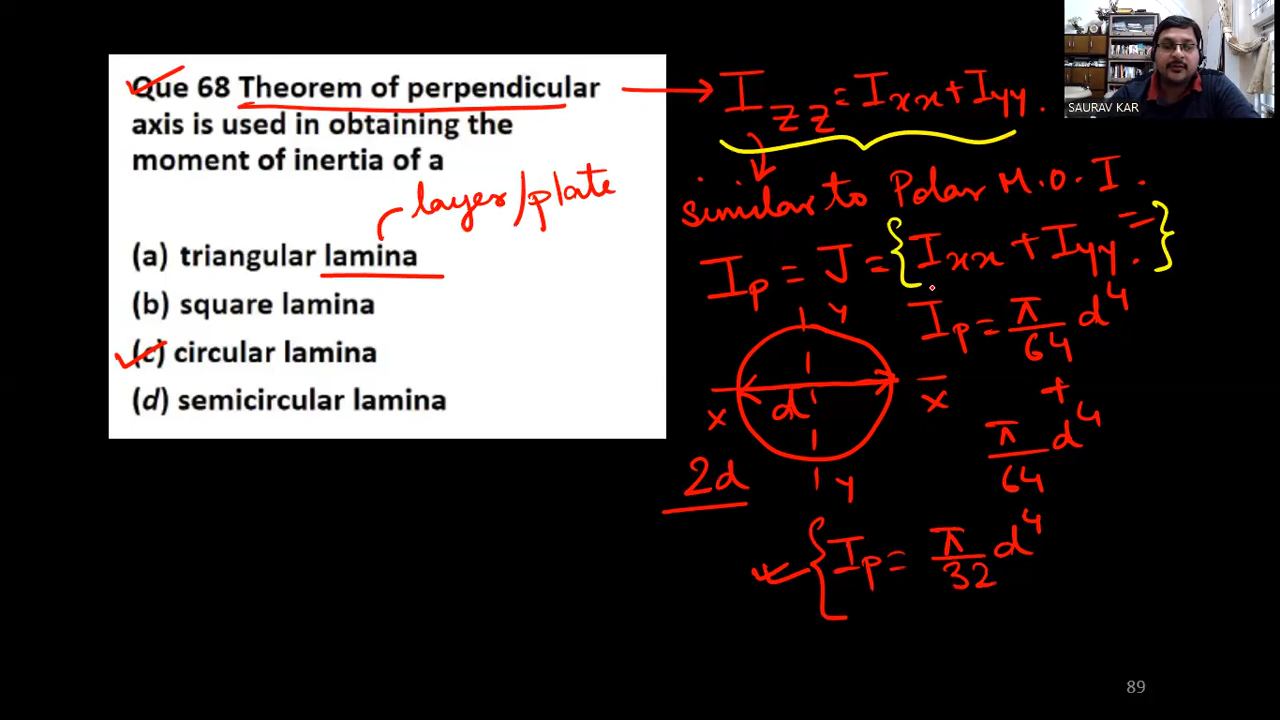 Que 68 Theorem of perpendicular
axis is used in obtaining the
moment of inertia of a
layer/plate
(a) triangular lamina
(b) square lamina
(c) circular lamina
(d) semicircular lamina
I zz = Ixx + Iyy.
similar to Polar M.O.I.
Ip = J = {Ixx + Iyy.}
y
Ip = π/64 d⁴
+
π/64 d⁴
x
d
x
y
2d
{Ip = π/32 d⁴
SAURAV KAR
89